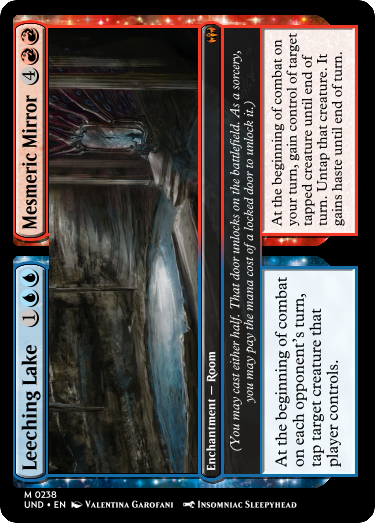 Leeching Lake 1
At the beginning of combat
on each opponent's turn,
tap target creature that
player controls.
Mesmeric Mirror 4
At the beginning of combat on
your turn, gain control of target
tapped creature until end of
turn. Untap that creature. It
gains haste until end of turn.
Enchantment — Room
(You may cast either half. That door unlocks on the battlefield. As a sorcery,
you may pay the mana cost of a locked door to unlock it.)
M 0238
UND • EN Valentina Garofani Insomniac Sleepyhead